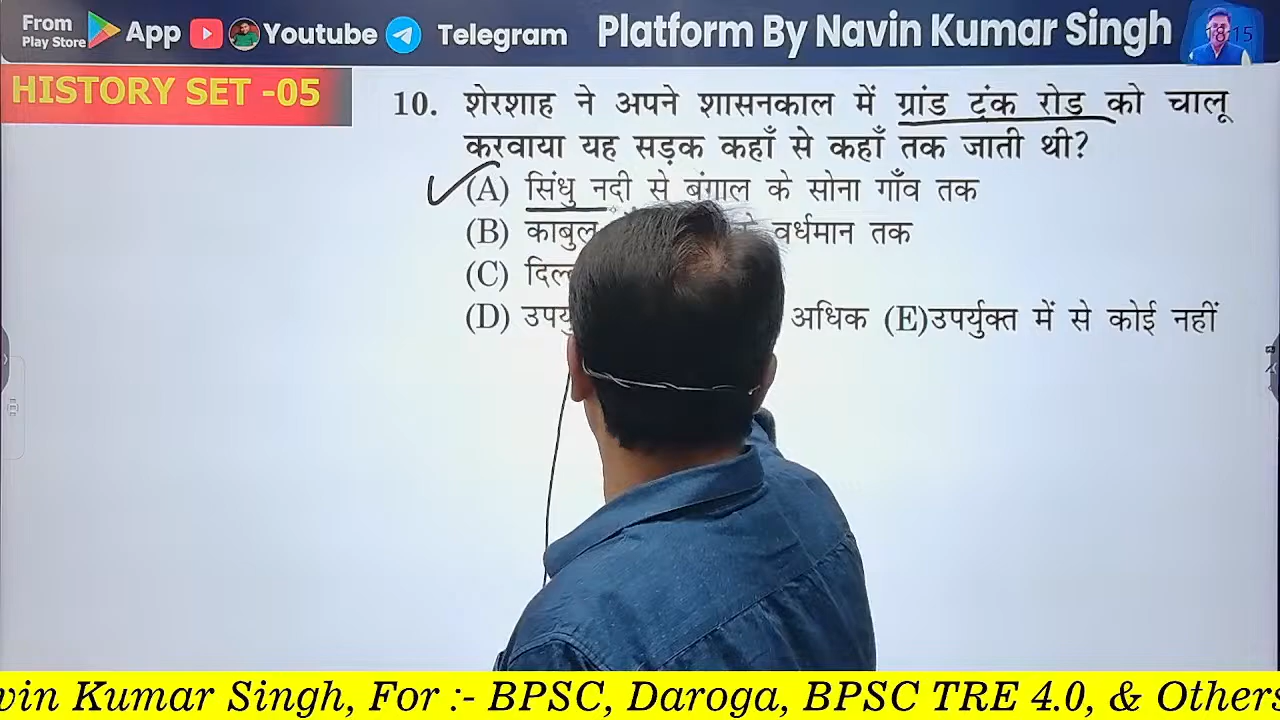 From
Play Store
App
Youtube
Telegram
Platform By Navin Kumar Singh
18:15
HISTORY SET -05
10. शेरशाह ने अपने शासनकाल में ग्रांड ट्रंक रोड को चालू
करवाया यह सड़क कहाँ से कहाँ तक जाती थी?
(A) सिंधु नदी से बंगाल के सोना गाँव तक
(B) काबुल वर्धमान तक
(C)
(D) अधिक (E)उपर्युक्त में से कोई नहीं
vin Kumar Singh, For :- BPSC, Daroga, BPSC TRE 4.0, & Others